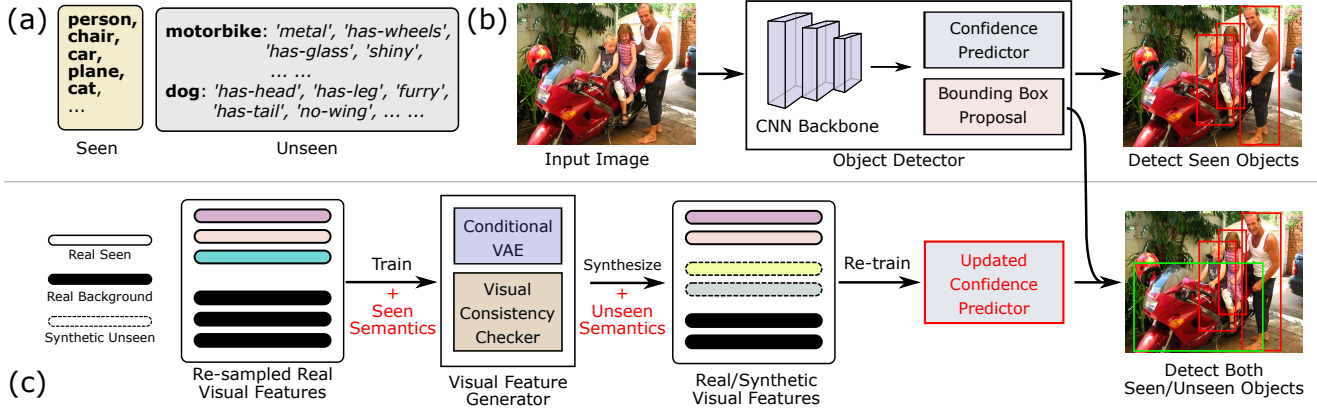 (a)
person,
chair,
car,
plane,
cat,
...
Seen
motorbike: 'metal', 'has-wheels',
'has-glass', 'shiny',
... ...
dog: 'has-head', 'has-leg', 'furry',
'has-tail', 'no-wing', ... ...
Unseen
(b)
Input Image
CNN Backbone
Confidence
Predictor
Bounding Box
Proposal
Object Detector
Detect Seen Objects
Real Seen
Real Background
Synthetic Unseen
(c)
Re-sampled Real
Visual Features
Train
+
Seen
Semantics
Conditional
VAE
Visual
Consistency
Checker
Visual Feature
Generator
Synthesize
+
Unseen
Semantics
Real/Synthetic
Visual Features
Re-train
Updated
Confidence
Predictor
Detect Both
Seen/Unseen Objects